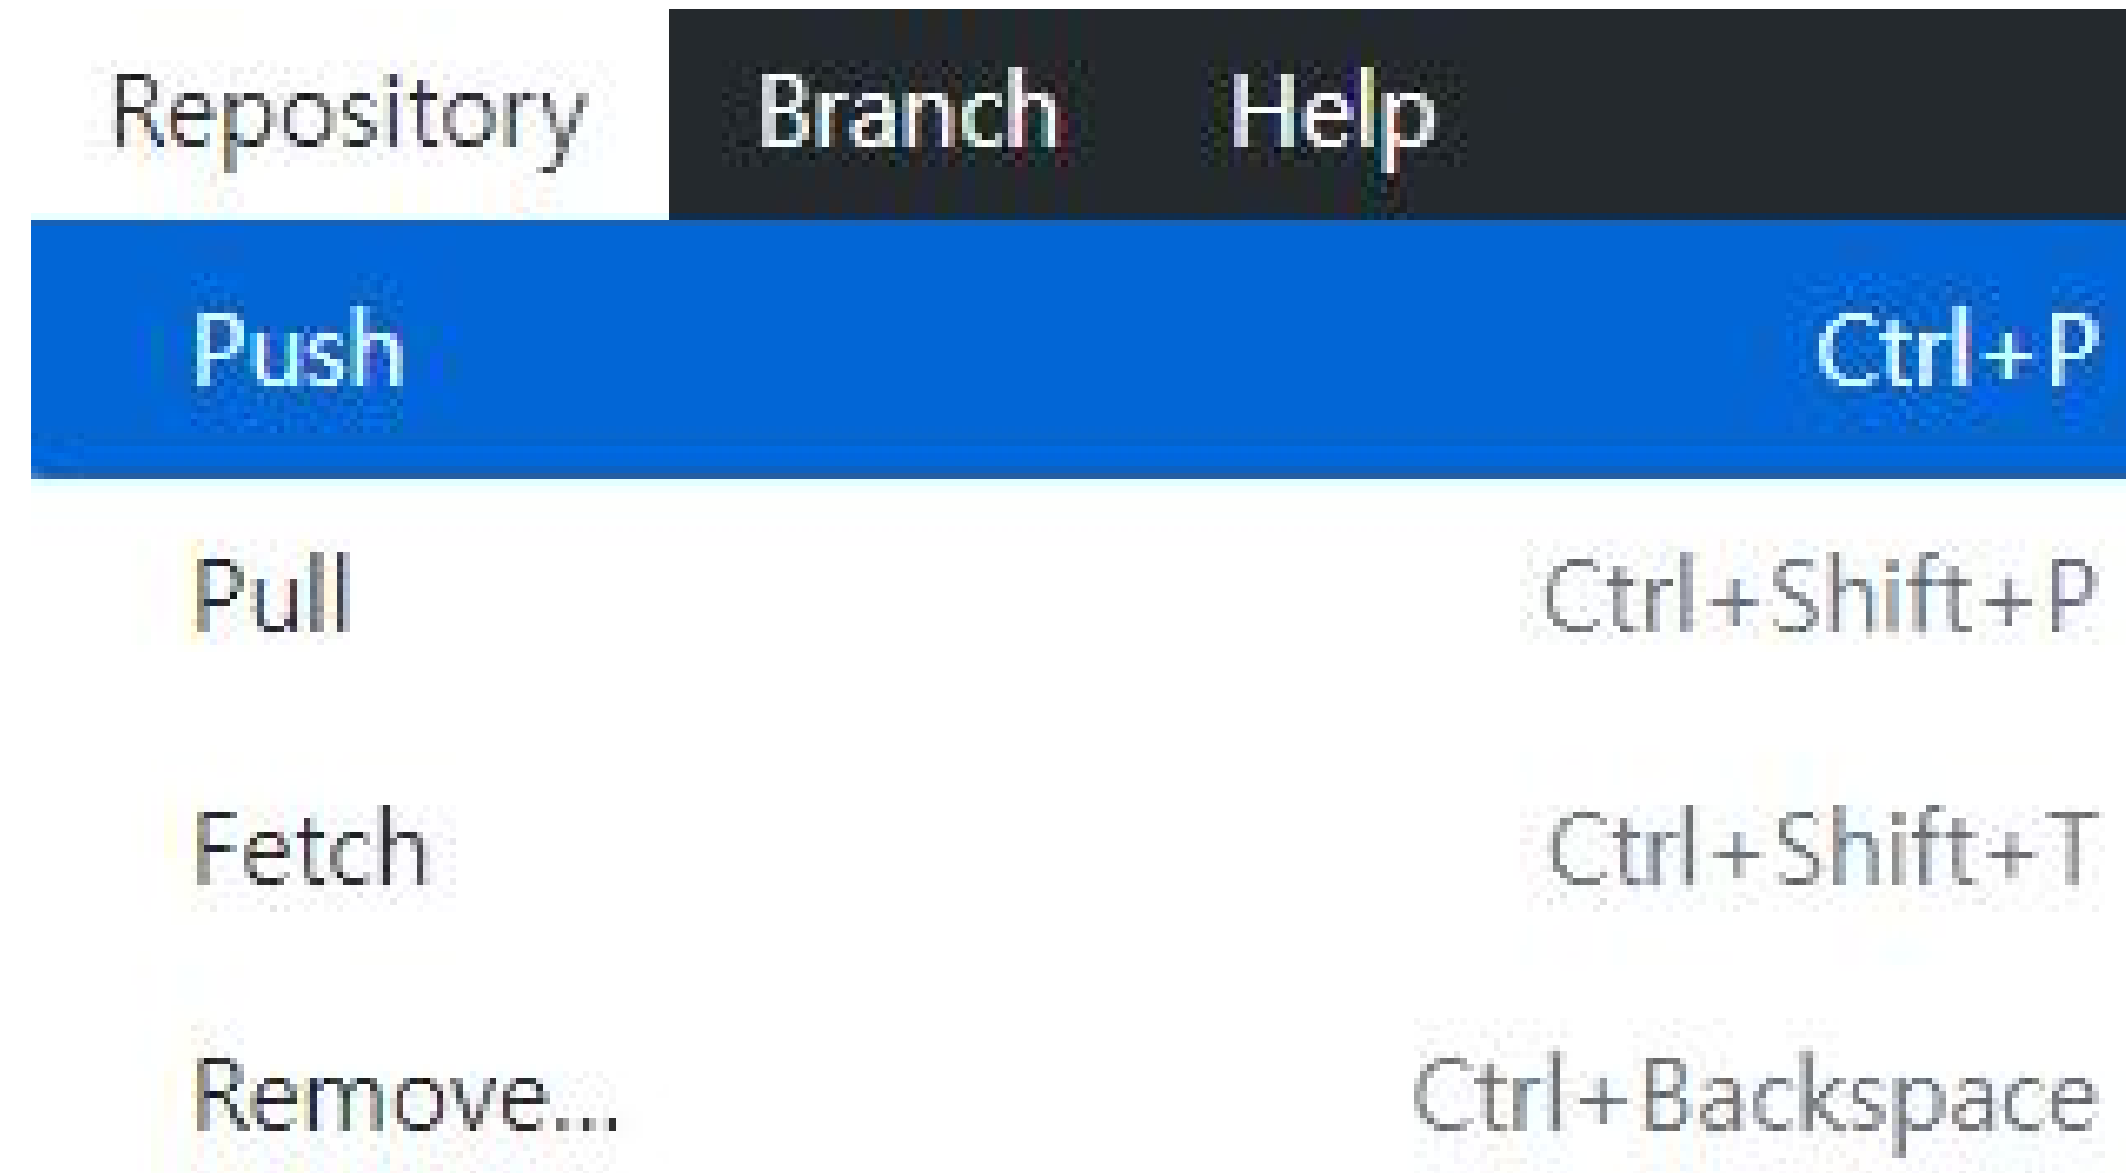 Repository Branch Help
Push Ctrl+P
Pull Ctrl+Shift+P
Fetch Ctrl+Shift+T
Remove... Ctrl+Backspace